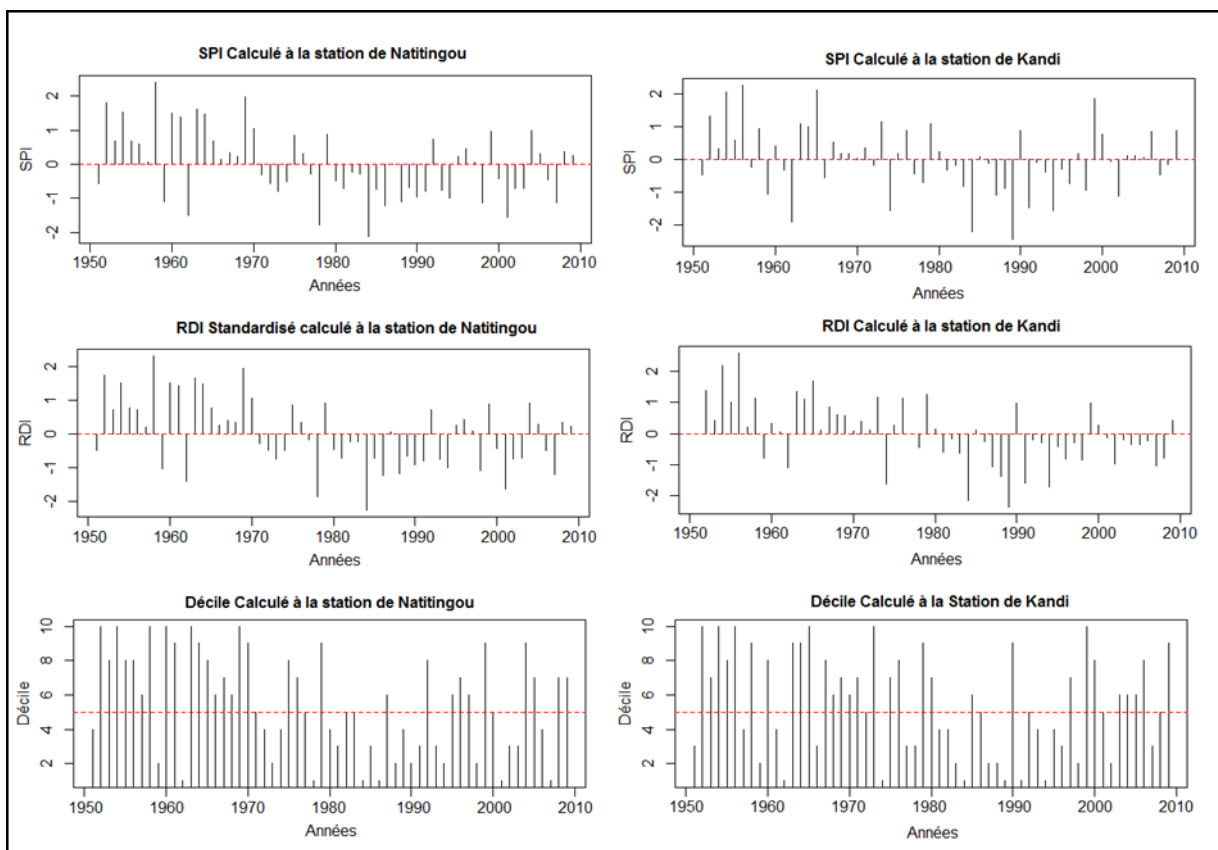 SPI Calculé à la station de Natitingou
SPI
2
1
0
-1
-2
1950 1960 1970 1980 1990 2000 2010
Années
SPI Calculé à la station de Kandi
SPI
2
1
0
-1
-2
1950 1960 1970 1980 1990 2000 2010
Années
RDI Standardisé calculé à la station de Natitingou
RDI
2
1
0
-1
-2
1950 1960 1970 1980 1990 2000 2010
Années
RDI Calculé à la station de Kandi
RDI
2
1
0
-1
-2
1950 1960 1970 1980 1990 2000 2010
Années
Décile Calculé à la station de Natitingou
Décile
10
8
6
4
2
1950 1960 1970 1980 1990 2000 2010
Années
Décile Calculé à la Station de Kandi
Décile
10
8
6
4
2
1950 1960 1970 1980 1990 2000 2010
Années